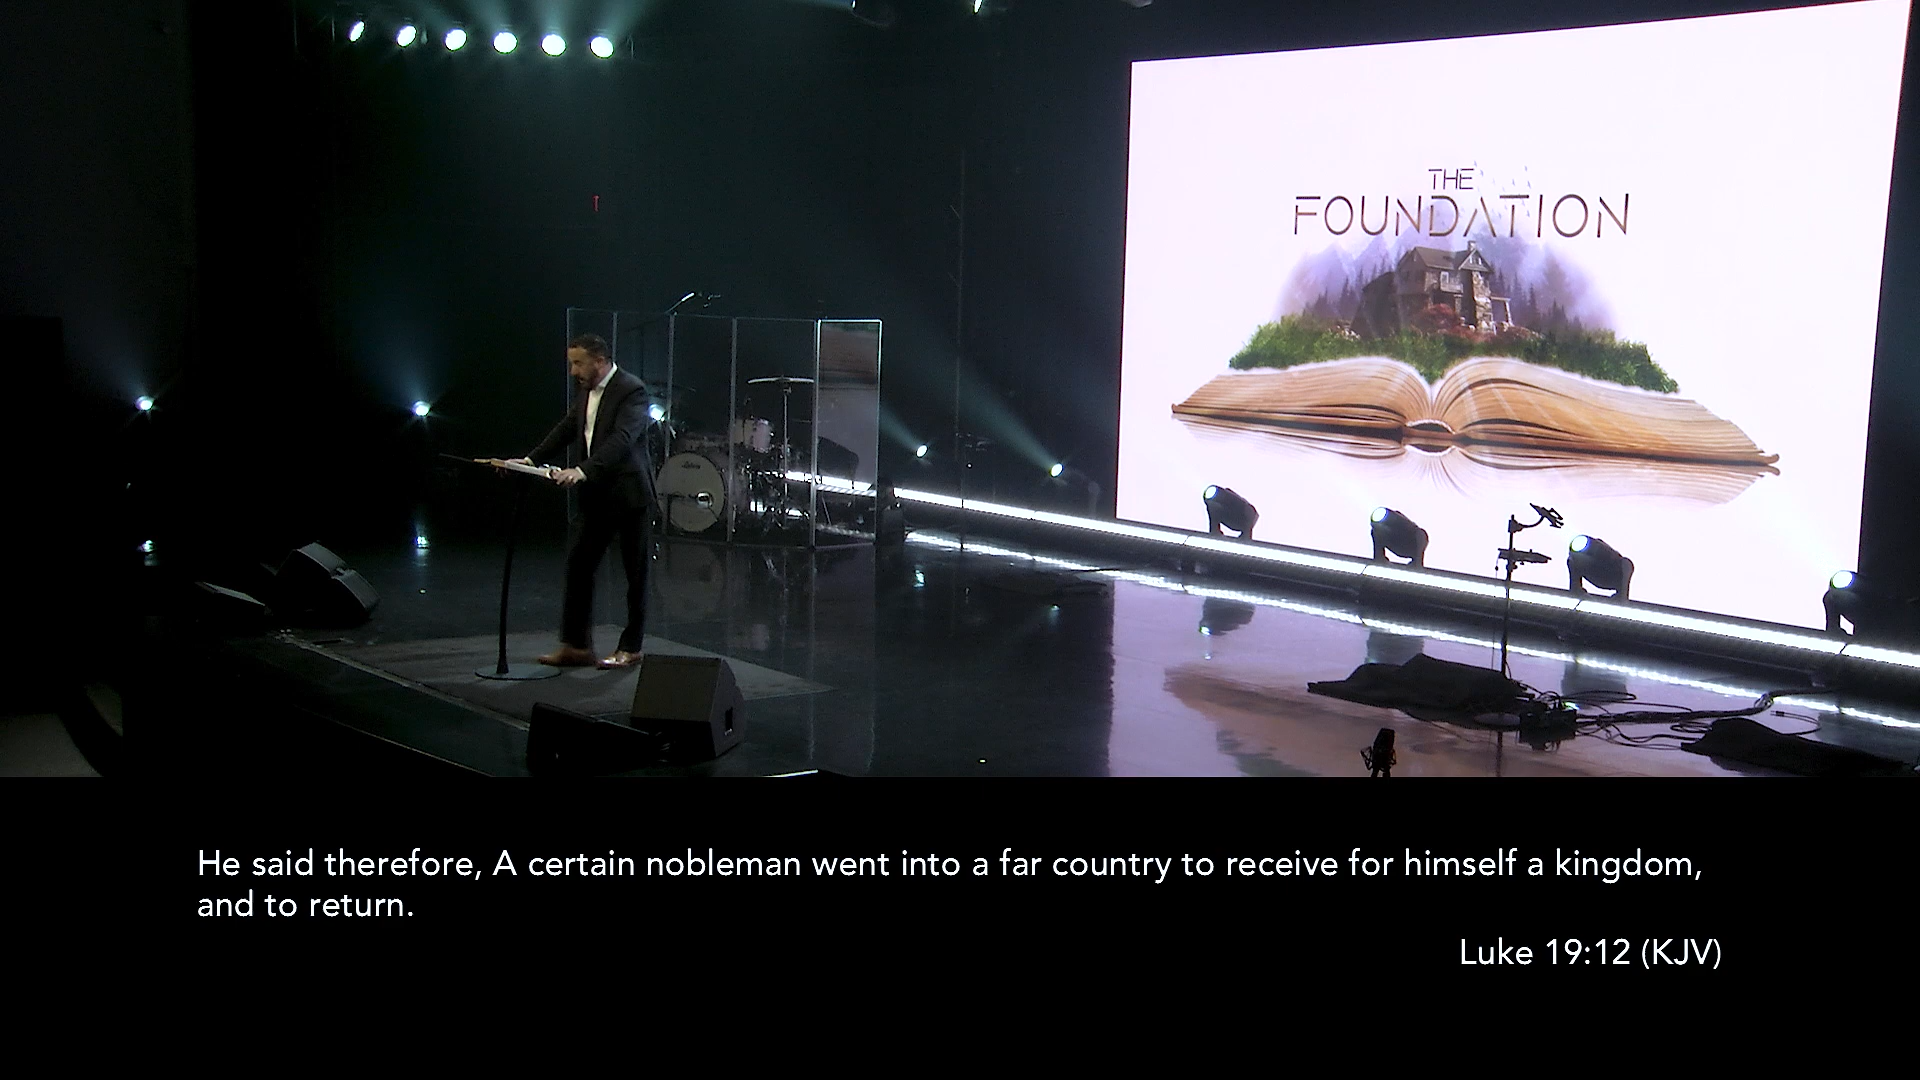 THE
FOUNDATION
He said therefore, A certain nobleman went into a far country to receive for himself a kingdom,
and to return.
Luke 19:12 (KJV)